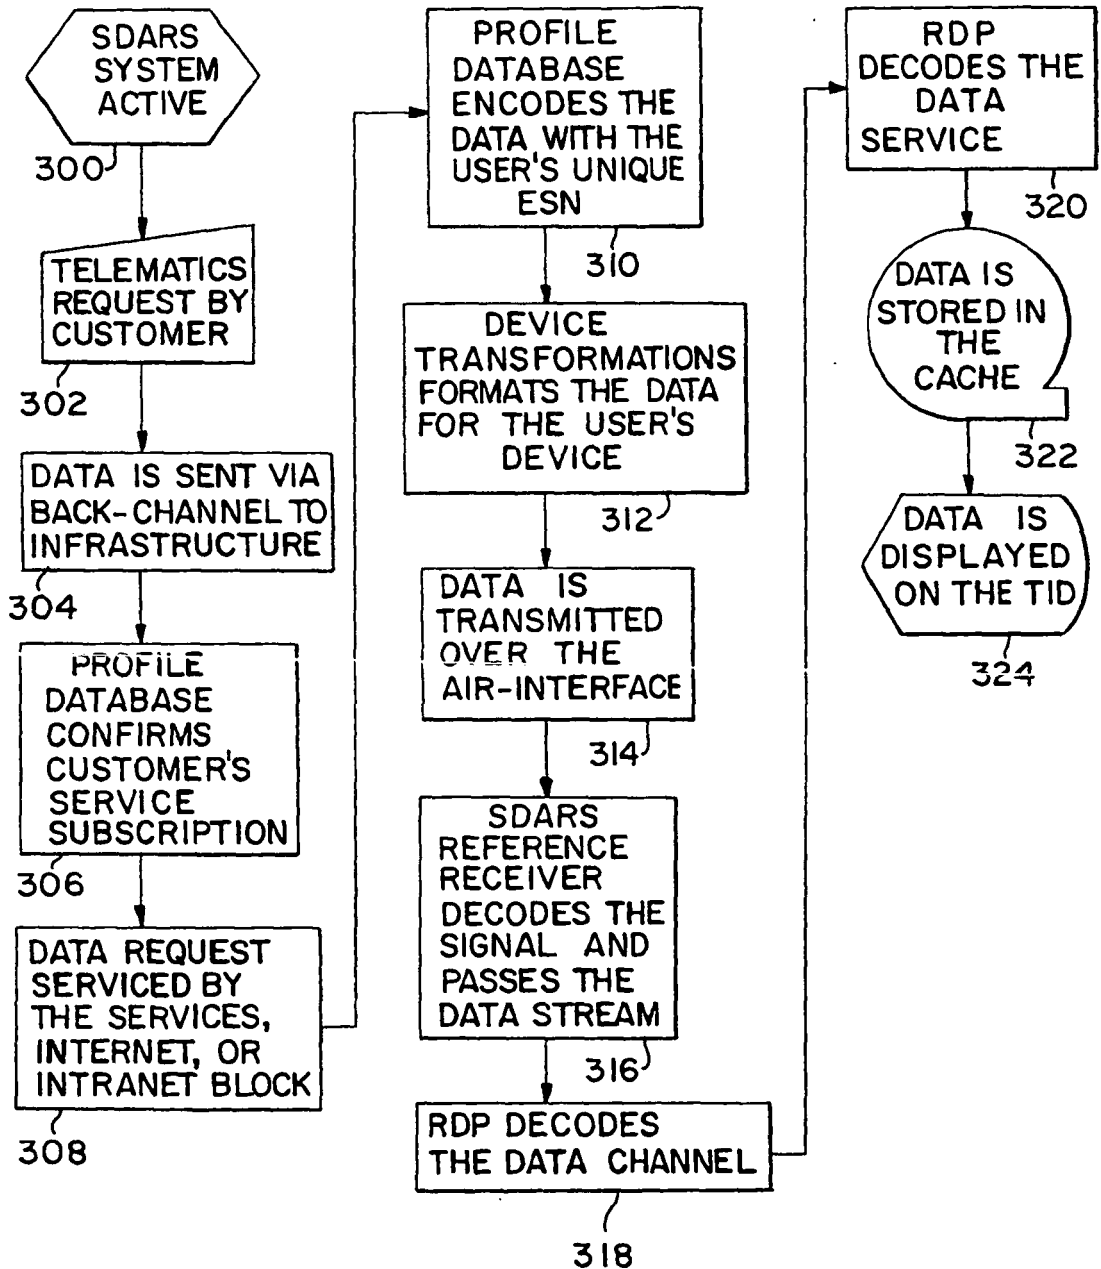 SDARS
SYSTEM
ACTIVE
300
TELEMATICS
REQUEST BY
CUSTOMER
302
DATA IS SENT VIA
BACK-CHANNEL TO
INFRASTRUCTURE
304
PROFILE
DATABASE
CONFIRMS
CUSTOMER'S
SERVICE
SUBSCRIPTION
306
DATA REQUEST
SERVICED BY
THE SERVICES,
INTERNET, OR
INTRANET BLOCK
308
PROFILE
DATABASE
ENCODES THE
DATA WITH THE
USER'S UNIQUE
ESN
310
DEVICE
TRANSFORMATIONS
FORMATS THE DATA
FOR THE USER'S
DEVICE
312
DATA IS
TRANSMITTED
OVER THE
AIR-INTERFACE
314
SDARS
REFERENCE
RECEIVER
DECODES THE
SIGNAL AND
PASSES THE
DATA STREAM
316
RDP DECODES
THE DATA CHANNEL
318
RDP
DECODES THE
DATA
SERVICE
320
DATA IS
STORED IN
THE
CACHE
322
DATA IS
DISPLAYED
ON THE TID
324